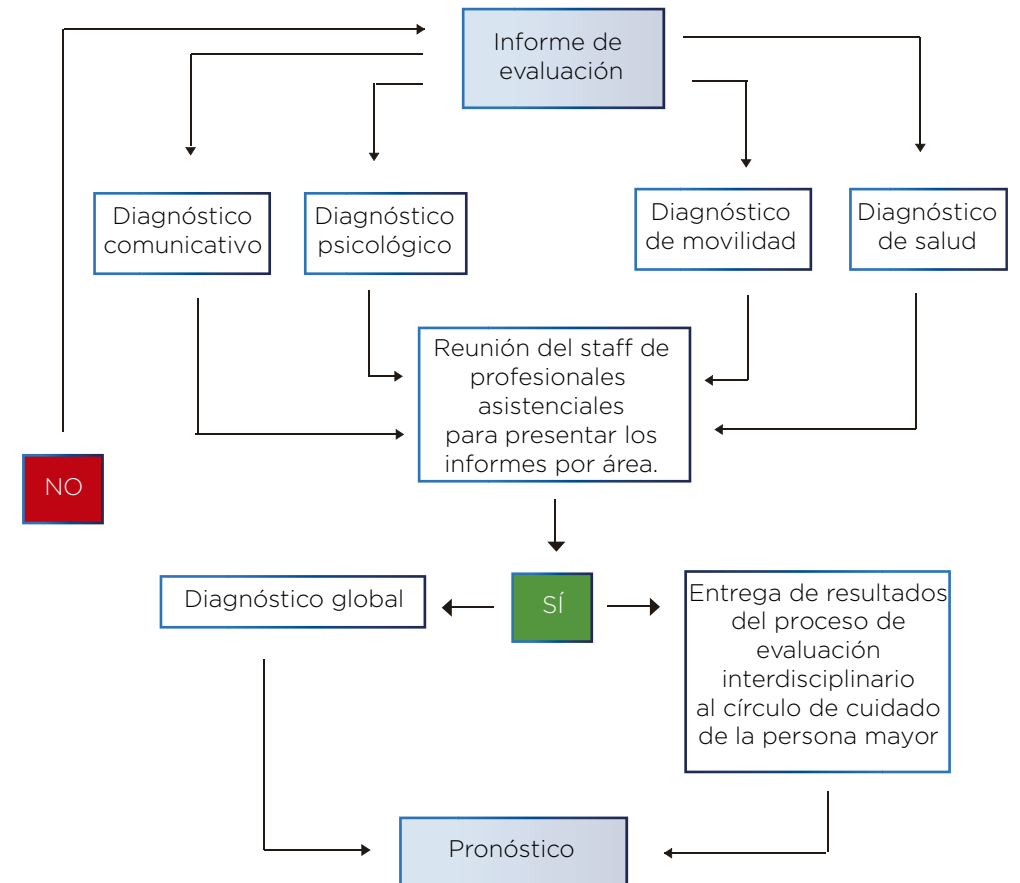 Informe de
evaluación
Diagnóstico
comunicativo
Diagnóstico
psicológico
Diagnóstico
de movilidad
Diagnóstico
de salud
Reunión del staff de
profesionales
asistenciales
para presentar los
informes por área.
NO
Diagnóstico global
SÍ
Entrega de resultados
del proceso de
evaluación
interdisciplinario
al círculo de cuidado
de la persona mayor
Pronóstico